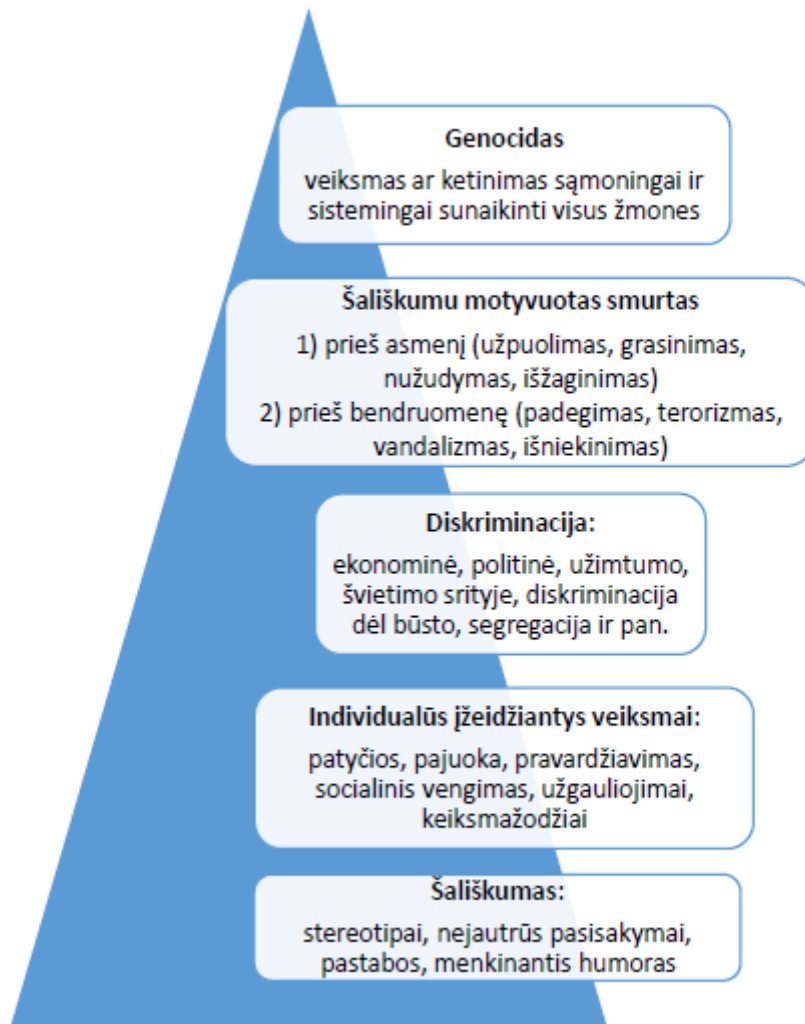 Genocidas
veiksmas ar ketinimas sąmoningai ir
sistemingai sunaikinti visus žmones
Šališkumu motyvuotas smurtas
1) prieš asmenį (užpuolimas, grasinimas,
nužudymas, išžaginimas)
2) prieš bendruomenę (padegimas, terorizmas,
vandalizmas, išniekinimas)
Diskriminacija:
ekonominė, politinė, užimtumo,
švietimo srityje, diskriminacija
dėl būsto, segregacija ir pan.
Individualūs įžeidžiantys veiksmai:
patyčios, pajuoka, pravardžiavimas,
socialinis vengimas, užgauliojimai,
keiksmažodžiai
Šališkumas:
stereotipai, nejautrūs pasisakymai,
pastabos, menkinantis humoras